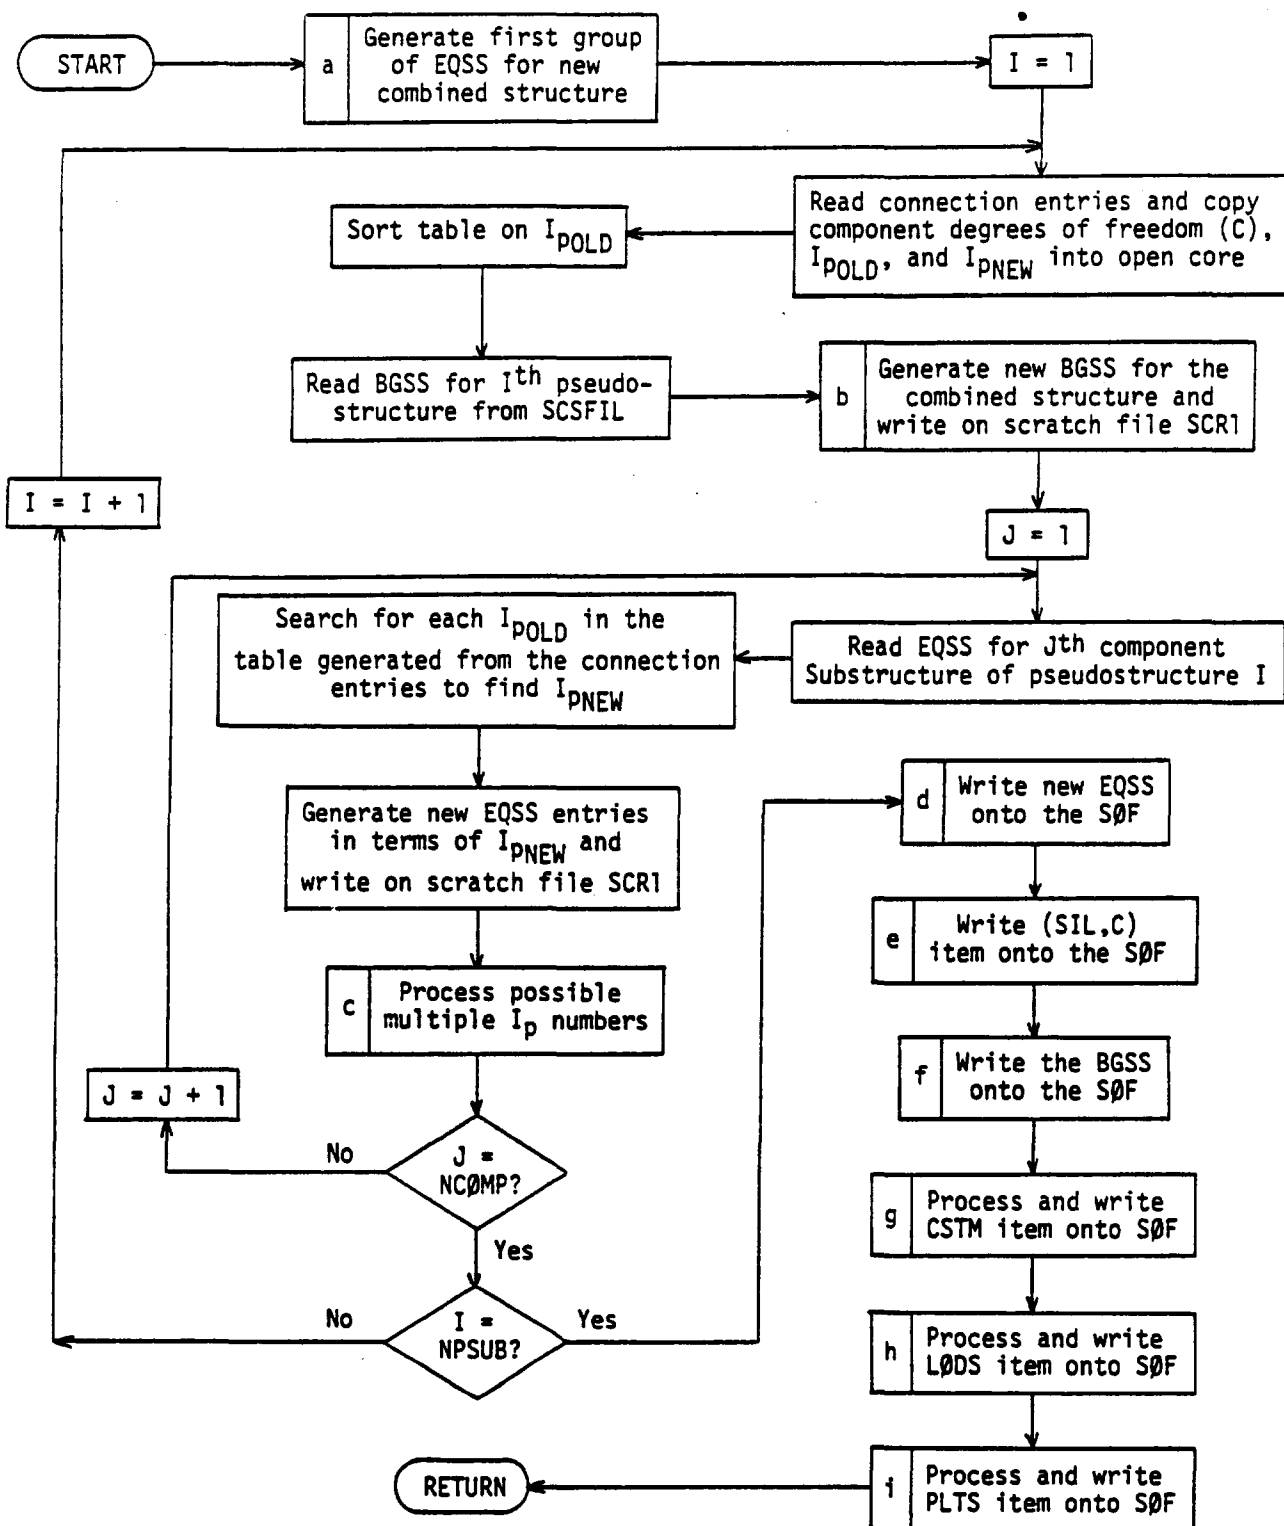 START
a
Generate first group
of EQSS for new
combined structure
I = 1
Read connection entries and copy
component degrees of freedom (C),
IPOLD, and IPNEW into open core
Sort table on IPOLD
Read BGSS for Ith pseudo-
structure from SCSFIL
b
Generate new BGSS for the
combined structure and
write on scratch file SCR1
I = I + 1
J = 1
Read EQSS for Jth component
Substructure of pseudostructure I
Search for each IPOLD in the
table generated from the connection
entries to find IPNEW
Generate new EQSS entries
in terms of IPNEW and
write on scratch file SCR1
c
Process possible
multiple Ip numbers
J = J + 1
No
J =
NCØMP?
Yes
No
I =
NPSUB?
Yes
d
Write new EQSS
onto the SØF
e
Write (SIL,C)
item onto the SØF
f
Write the BGSS
onto the SØF
g
Process and write
CSTM item onto SØF
h
Process and write
LØDS item onto SØF
i
Process and write
PLTS item onto SØF
RETURN